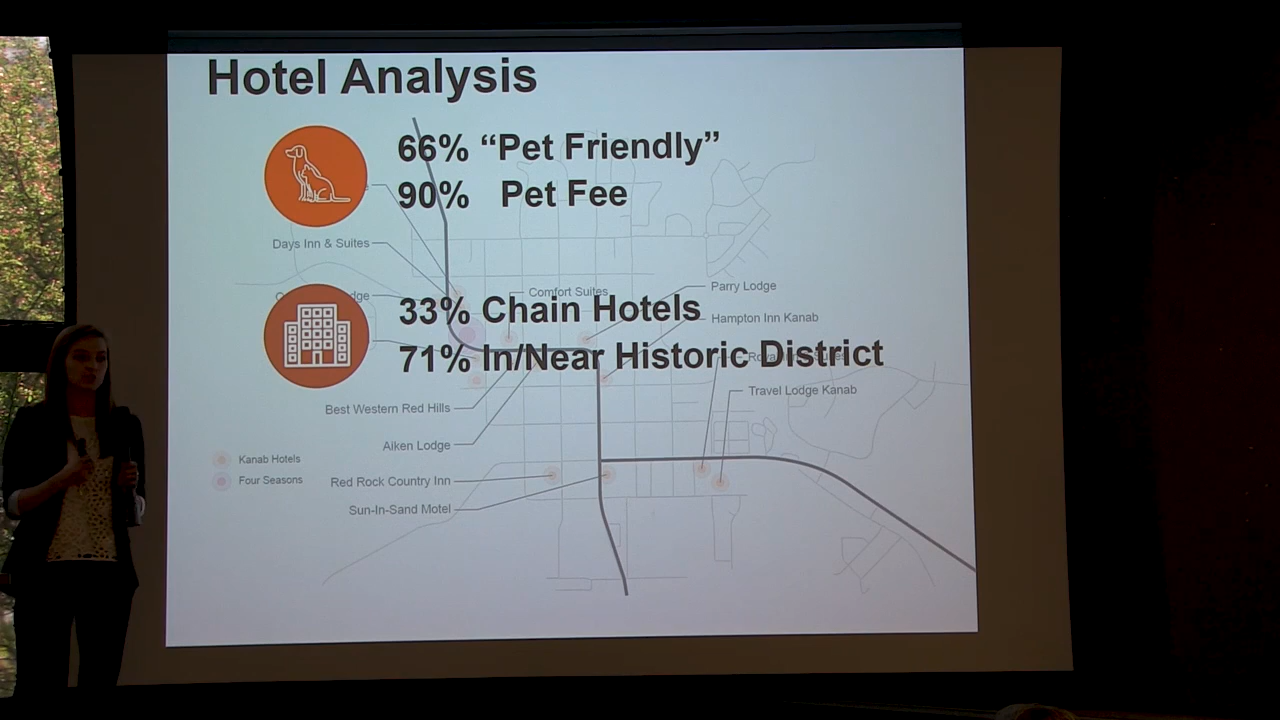 Hotel Analysis
66% “Pet Friendly”
90% Pet Fee
Days Inn & Suites
Comfort Suites
Parry Lodge
33% Chain Hotels
Hampton Inn Kanab
71% In/Near Historic District
Travel Lodge Kanab
Best Western Red Hills
Aiken Lodge
Kanab Hotels
Four Seasons
Red Rock Country Inn
Sun-In-Sand Motel